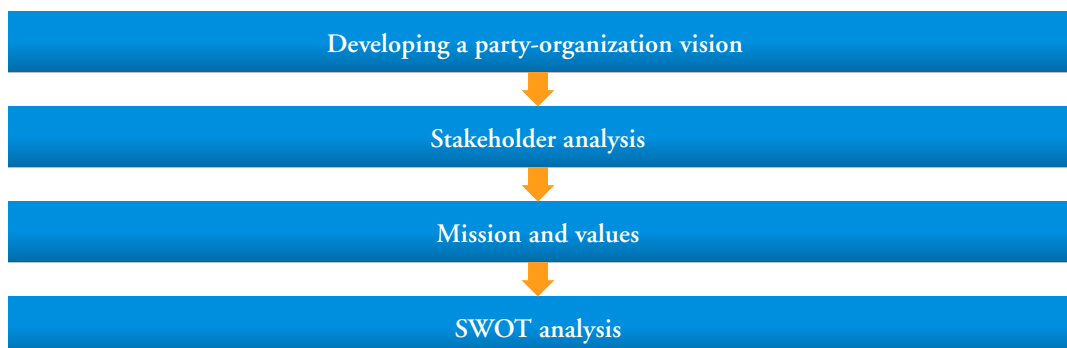 Developing a party-organization vision
Stakeholder analysis
Mission and values
SWOT analysis